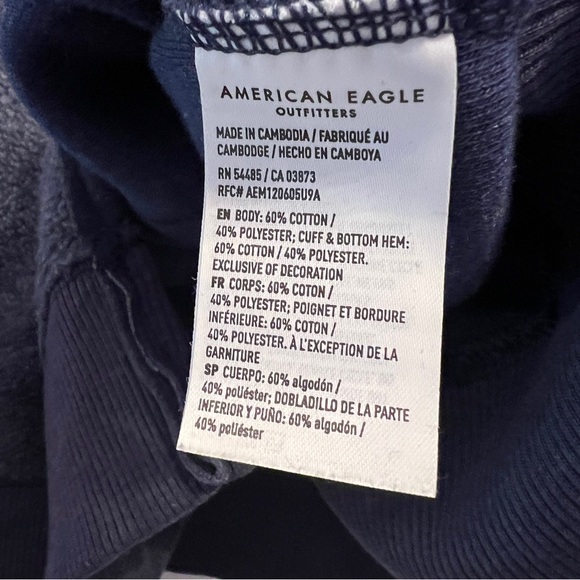 AMERICAN EAGLE
OUTFITTERS
MADE IN CAMBODIA / FABRIQUÉ AU
CAMBODGE / HECHO EN CAMBOYA
RN 54485 / CA 03873
RFC# AEM120605U9A
EN BODY: 60% COTTON /
40% POLYESTER; CUFF & BOTTOM HEM:
60% COTTON / 40% POLYESTER.
EXCLUSIVE OF DECORATION
FR CORPS: 60% COTON /
40% POLYESTER; POIGNET ET BORDURE
INFÉRIEURE: 60% COTON /
40% POLYESTER. À L'EXCEPTION DE LA
GARNITURE
SP CUERPO: 60% algodón /
40% poliéster; DOBLADILLO DE LA PARTE
INFERIOR Y PUÑO: 60% algodón /
40% poliéster